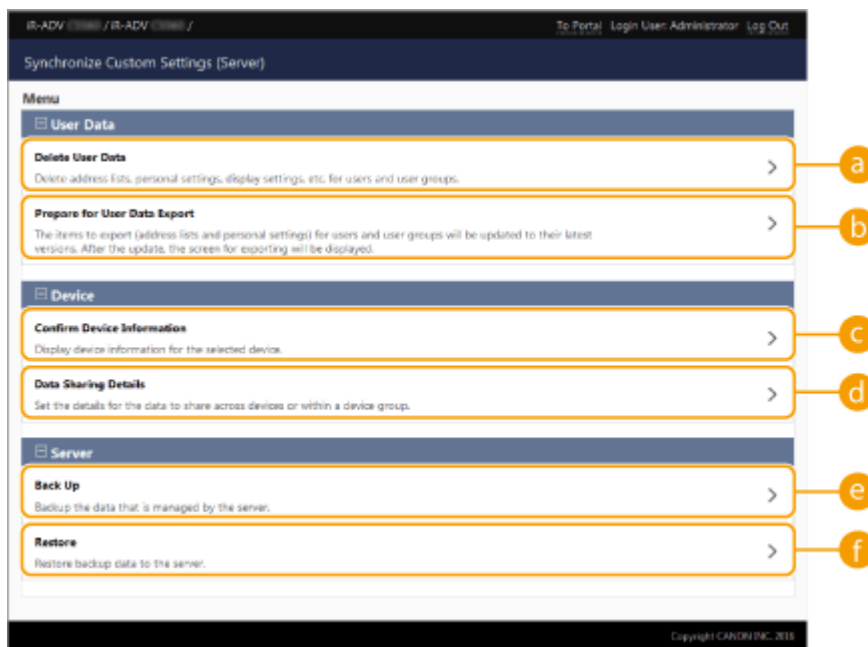 iR-ADV / iR-ADV / To Portal Login User: Administrator Log Out
Synchronize Custom Settings (Server)
Menu
User Data
Delete User Data
Delete address lists, personal settings, display settings, etc. for users and user groups.
a
Prepare for User Data Export
The items to export (address lists and personal settings) for users and user groups will be updated to their latest
versions. After the update, the screen for exporting will be displayed.
b
Device
Confirm Device Information
Display device information for the selected device.
c
Data Sharing Details
Set the details for the data to share across devices or within a device group.
d
Server
Back Up
Backup the data that is managed by the server.
e
Restore
Restore backup data to the server.
f
Copyright CANON INC. 2016